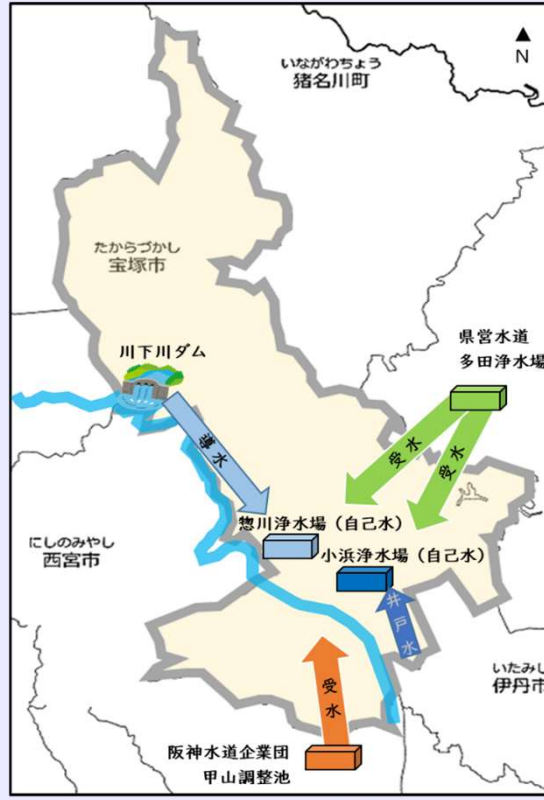 N
いながわちょう
猪名川町
たからづかし
宝塚市
県営水道
多田浄水場
川下川ダム
導水
受水
受水
惣川浄水場（自己水）
小浜浄水場（自己水）
にしのみやし
西宮市
井戸水
いたみし
伊丹市
受水
阪神水道企業団
甲山調整池